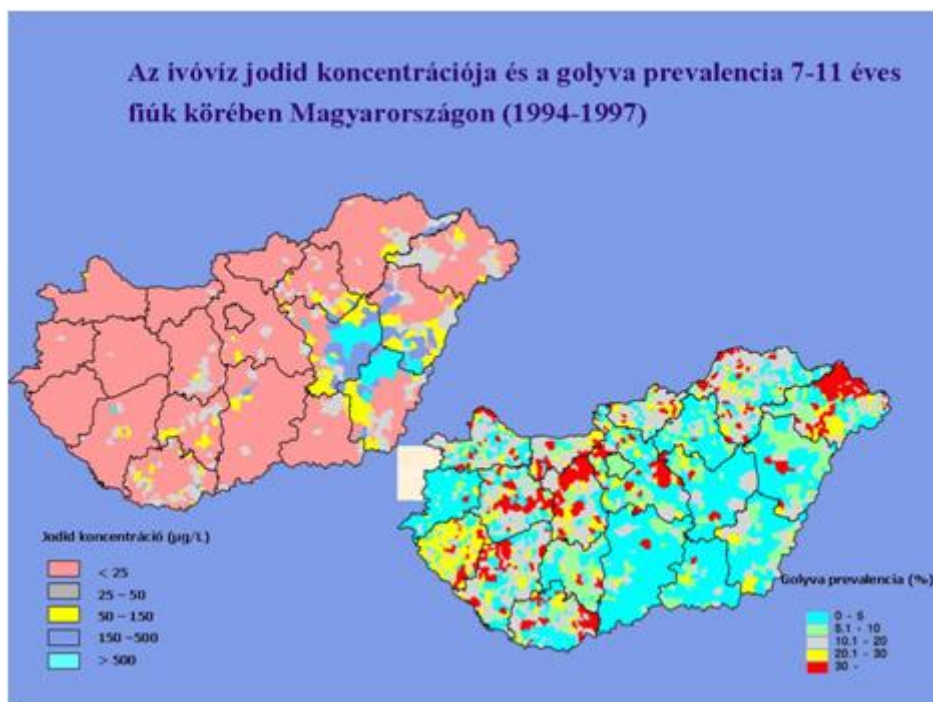 Az ivóvíz jodid koncentrációja és a golyva prevalencia 7-11 éves
fiúk körében Magyarországon (1994-1997)
Jodid koncentráció (µg/L)
< 25
25 – 50
50 – 150
150 –500
> 500
Golyva prevalencia (%)
0 - 5
5.1 - 10
10.1 - 20
20.1 - 30
30 -